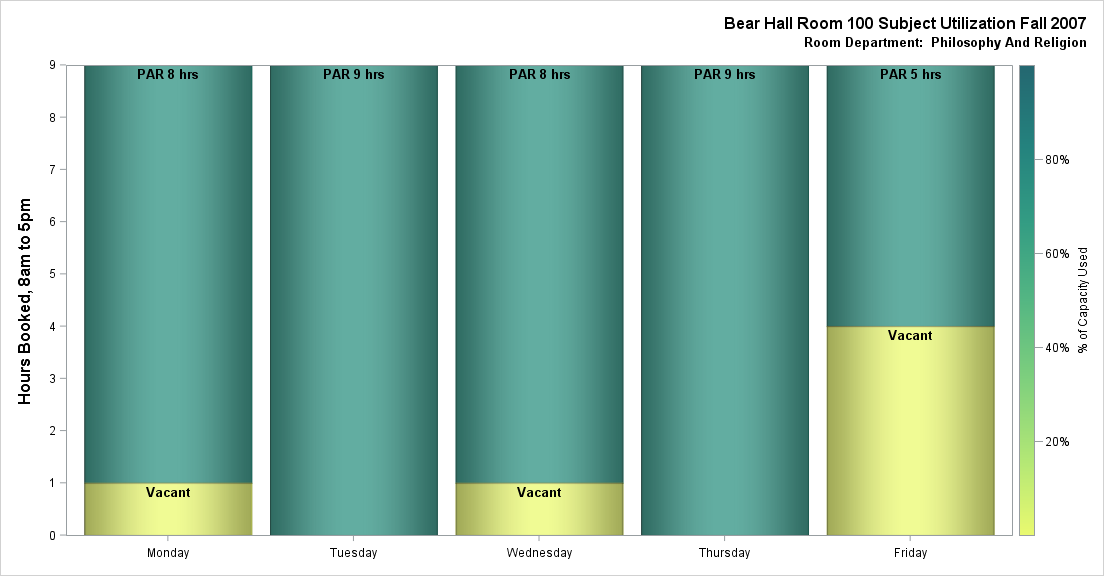 Bear Hall Room 100 Subject Utilization Fall 2007
Room Department:  Philosophy And Religion
Hours Booked, 8am to 5pm
9
8
7
6
5
4
3
2
1
0
PAR 8 hrs
PAR 9 hrs
PAR 8 hrs
PAR 9 hrs
PAR 5 hrs
Vacant
Vacant
Vacant
Monday
Tuesday
Wednesday
Thursday
Friday
80%
60%
40%
20%
% of Capacity Used